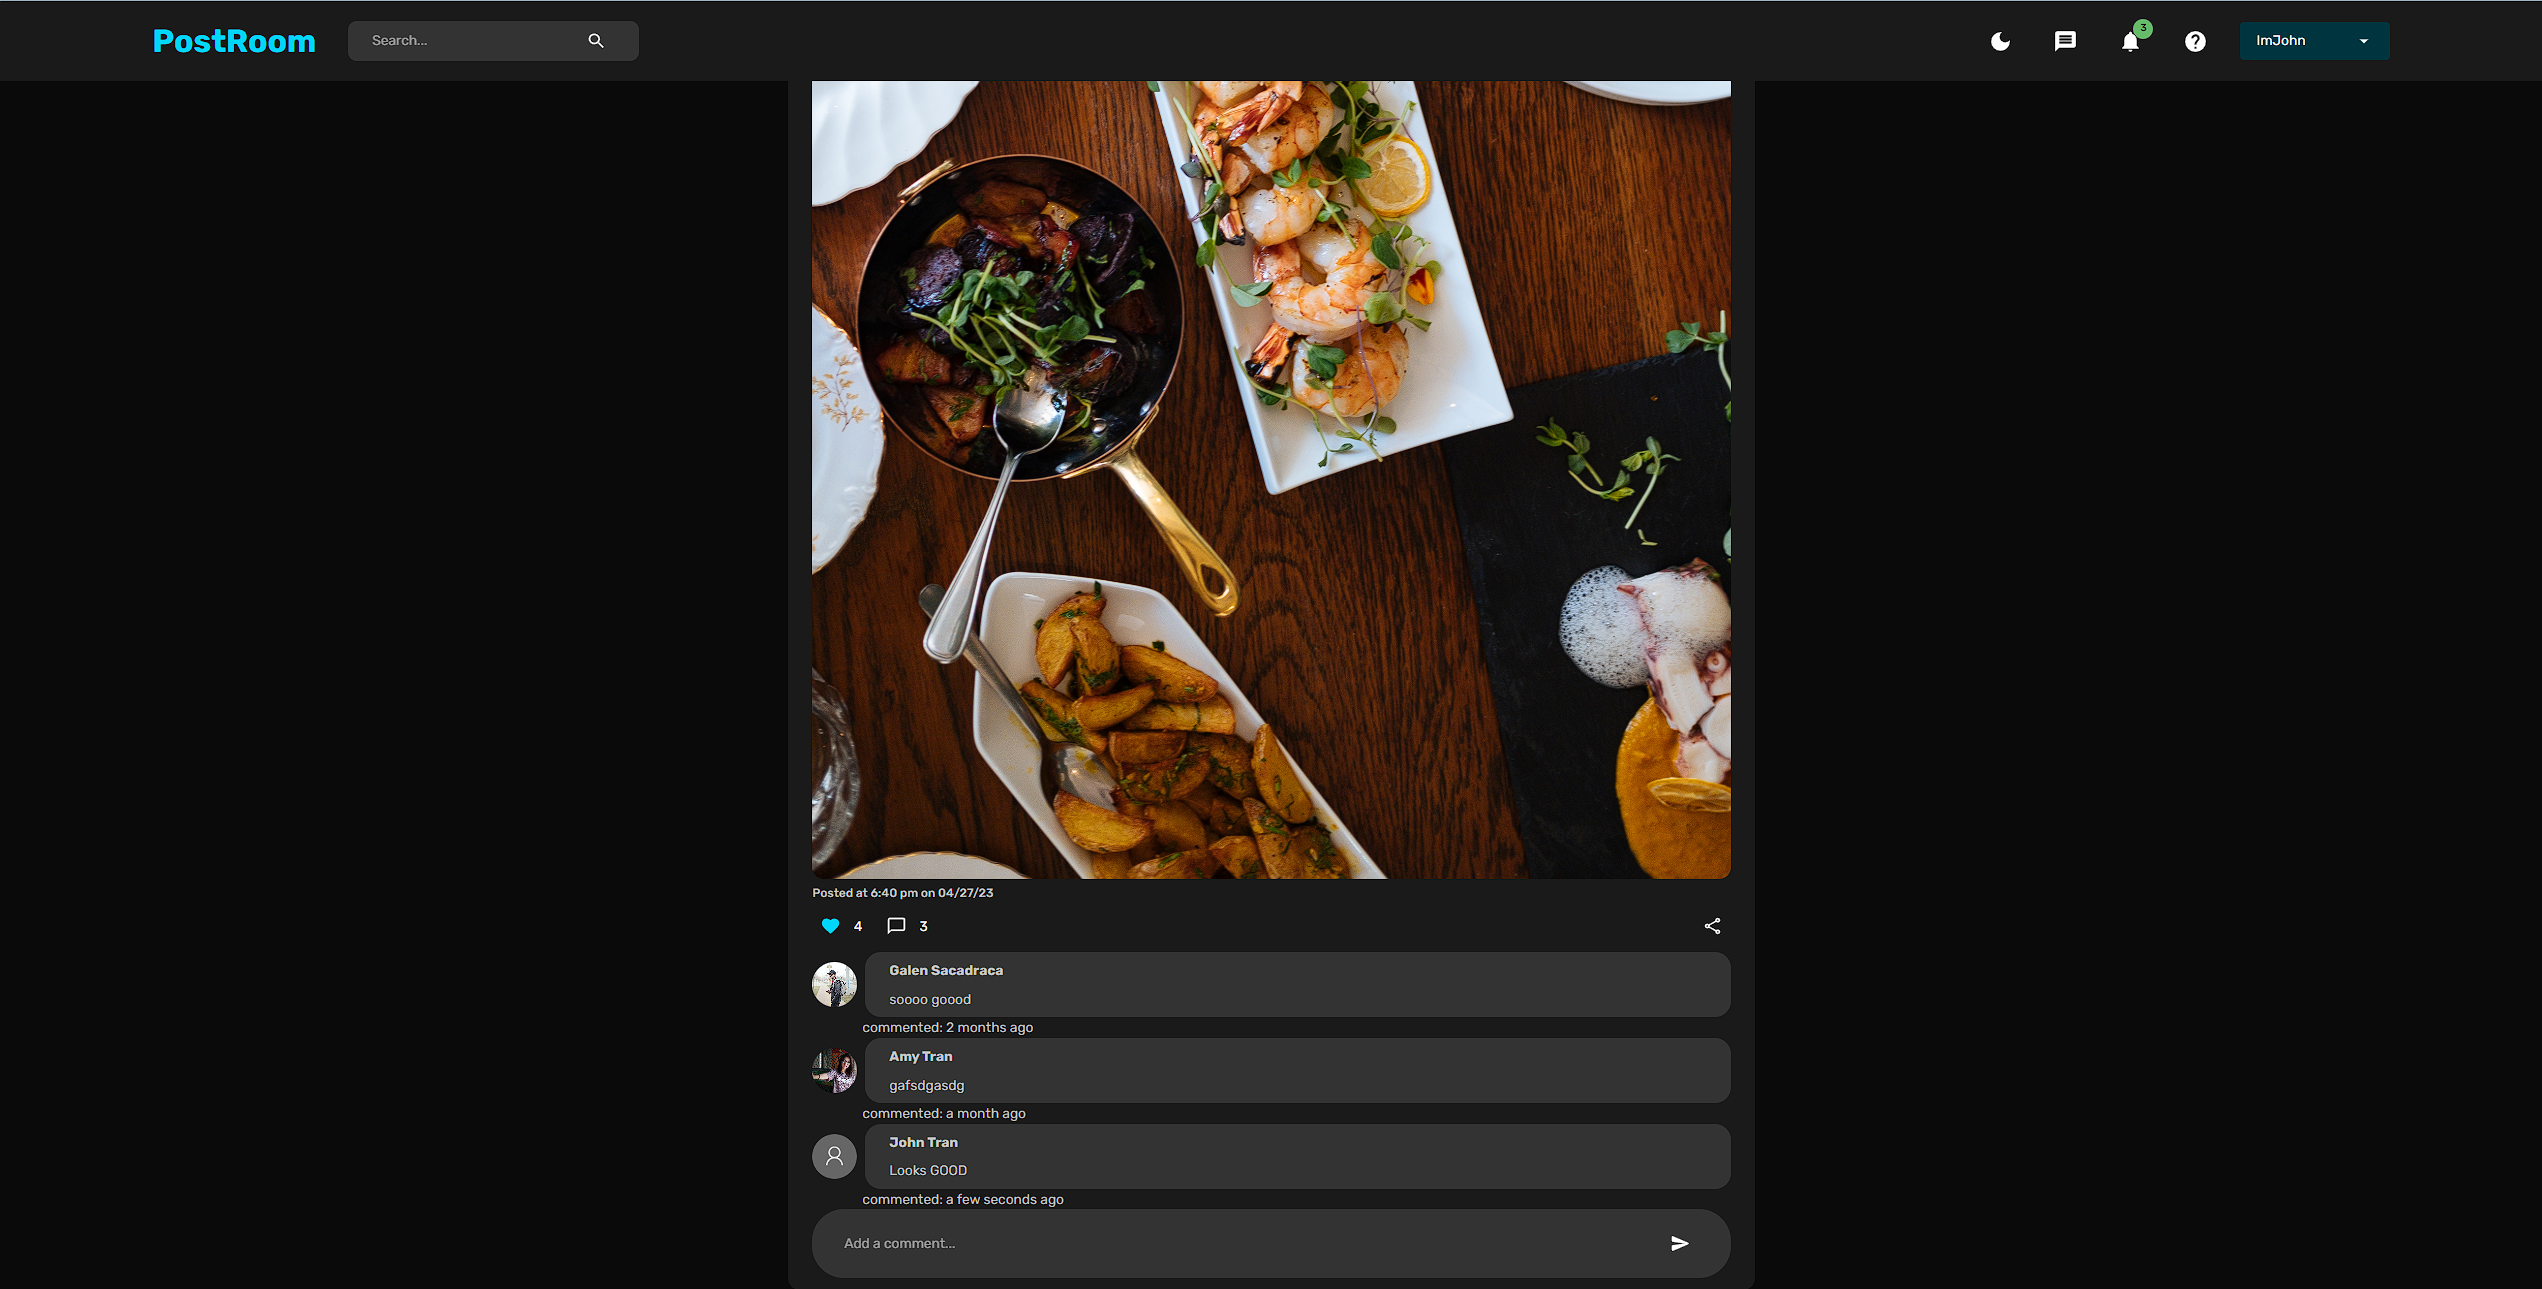 PostRoom
Search...
3
ImJohn
Posted at 6:40 pm on 04/27/23
4
3
Galen Sacadraca
soooo goood
commented: 2 months ago
Amy Tran
gafsdgasdg
commented: a month ago
John Tran
Looks GOOD
commented: a few seconds ago
Add a comment...